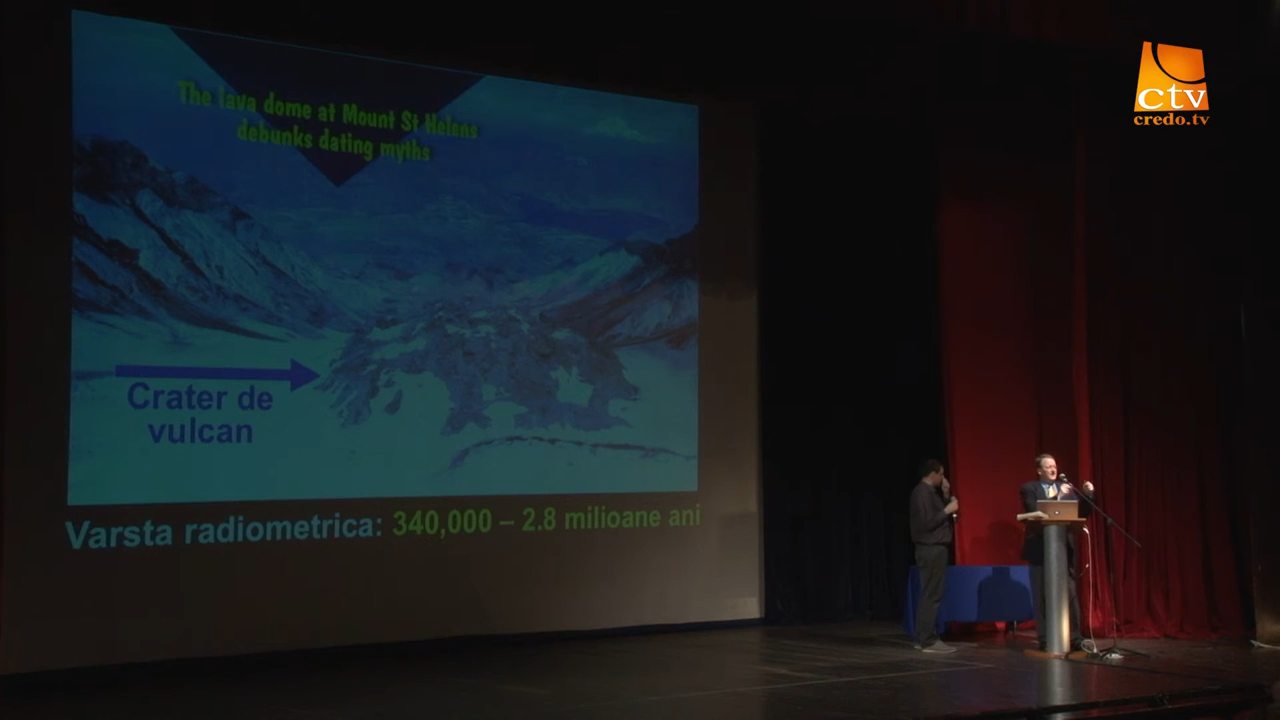 The lava dome at Mount St Helens
debunks dating myths
Crater de
vulcan
Varsta radiometrica: 340,000 – 2.8 milioane ani
ctv
credo.tv